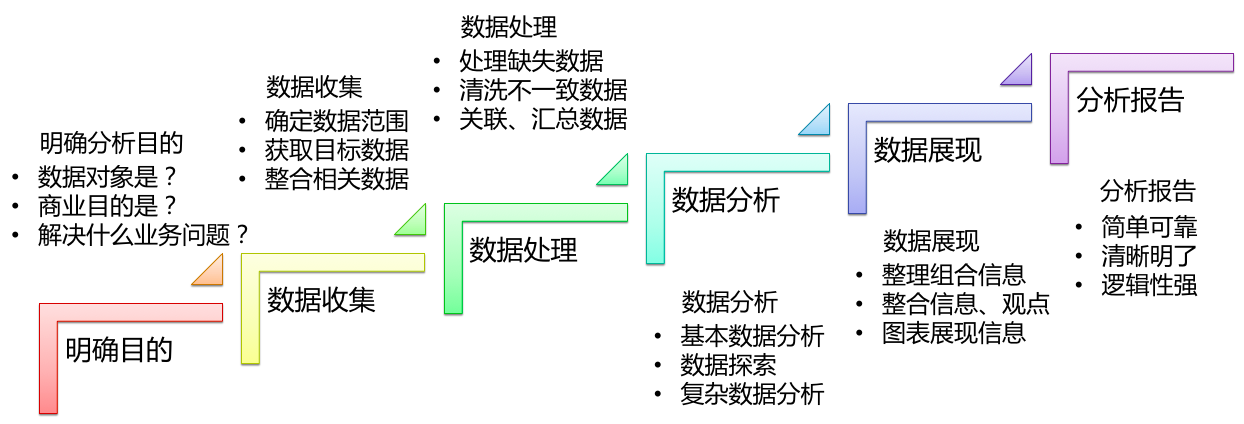 明确分析目的
• 数据对象是？
• 商业目的是？
• 解决什么业务问题？
明确目的
数据收集
• 确定数据范围
• 获取目标数据
• 整合相关数据
数据收集
数据处理
• 处理缺失数据
• 清洗不一致数据
• 关联、汇总数据
数据处理
数据分析
数据分析
• 基本数据分析
• 数据探索
• 复杂数据分析
数据展现
数据展现
• 整理组合信息
• 整合信息、观点
• 图表展现信息
分析报告
分析报告
• 简单可靠
• 清晰明了
• 逻辑性强